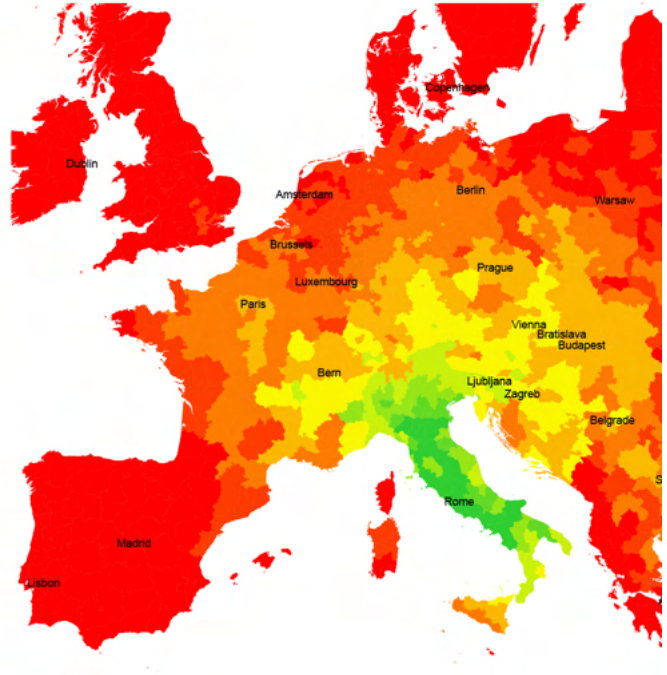 Copenhagen
Dublin
Amsterdam
Berlin
Warsaw
Brussels
Prague
Luxembourg
Paris
Vienna
Bratislava
Budapest
Bern
Ljubljana
Zagreb
Belgrade
Rome
Madrid
Lisbon